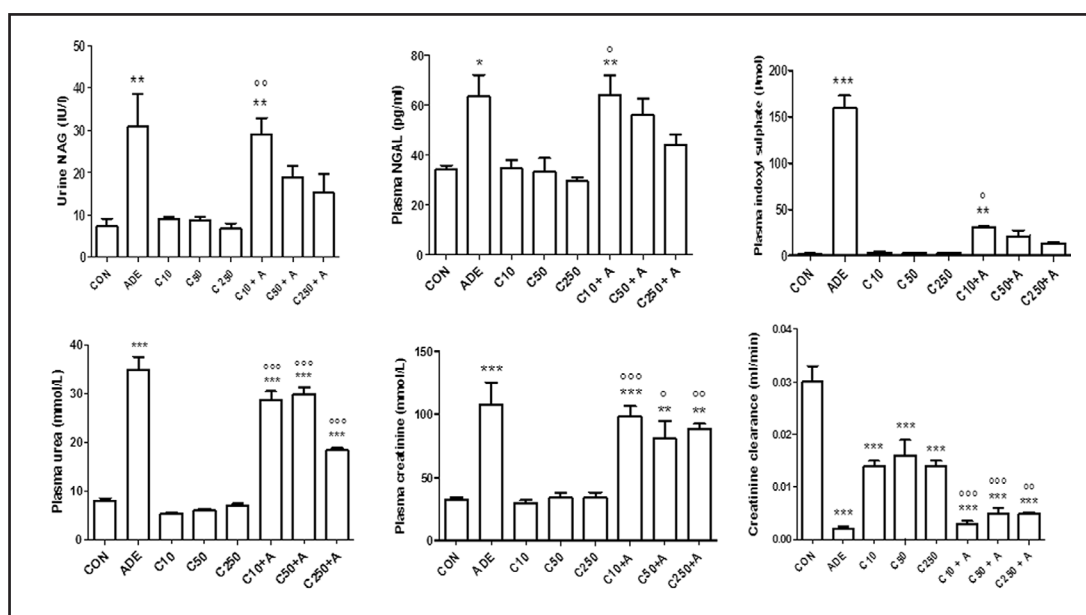 Urine NAG (IU/l)
50
40
30
20
10
0
**
°°
**
CON
ADE
C10
C50
C 250
C10+ A
C50+ A
C250 + A
Plasma NGAL (pg/ml)
80
60
40
20
0
*
°
**
CON
ADE
C10
C50
C250
C10+ A
C50+ A
C250+ A
Plasma indoxyl sulphate (µmol)
200
150
100
50
0
***
°
**
CON
ADE
C10
C50
C250
C10+A
C50+A
C250+A
Plasma urea (mmol/L)
40
30
20
10
0
***
°°°
***
°°°
***
°°°
***
CON
ADE
C10
C50
C250
C10+A
C50+A
C250+A
Plasma creatinine (mmol/L)
150
100
50
0
***
°°°
***
°
**
°°
**
CON
ADE
C10
C50
C250
C10+A
C50+A
C250+A
Creatinine clearance (ml/min)
0.04
0.03
0.02
0.01
0.00
***
***
***
***
°°°
***
°°°
***
°°
***
CON
ADE
C10
C50
C250
C10 + A
C50 + A
C250 + A